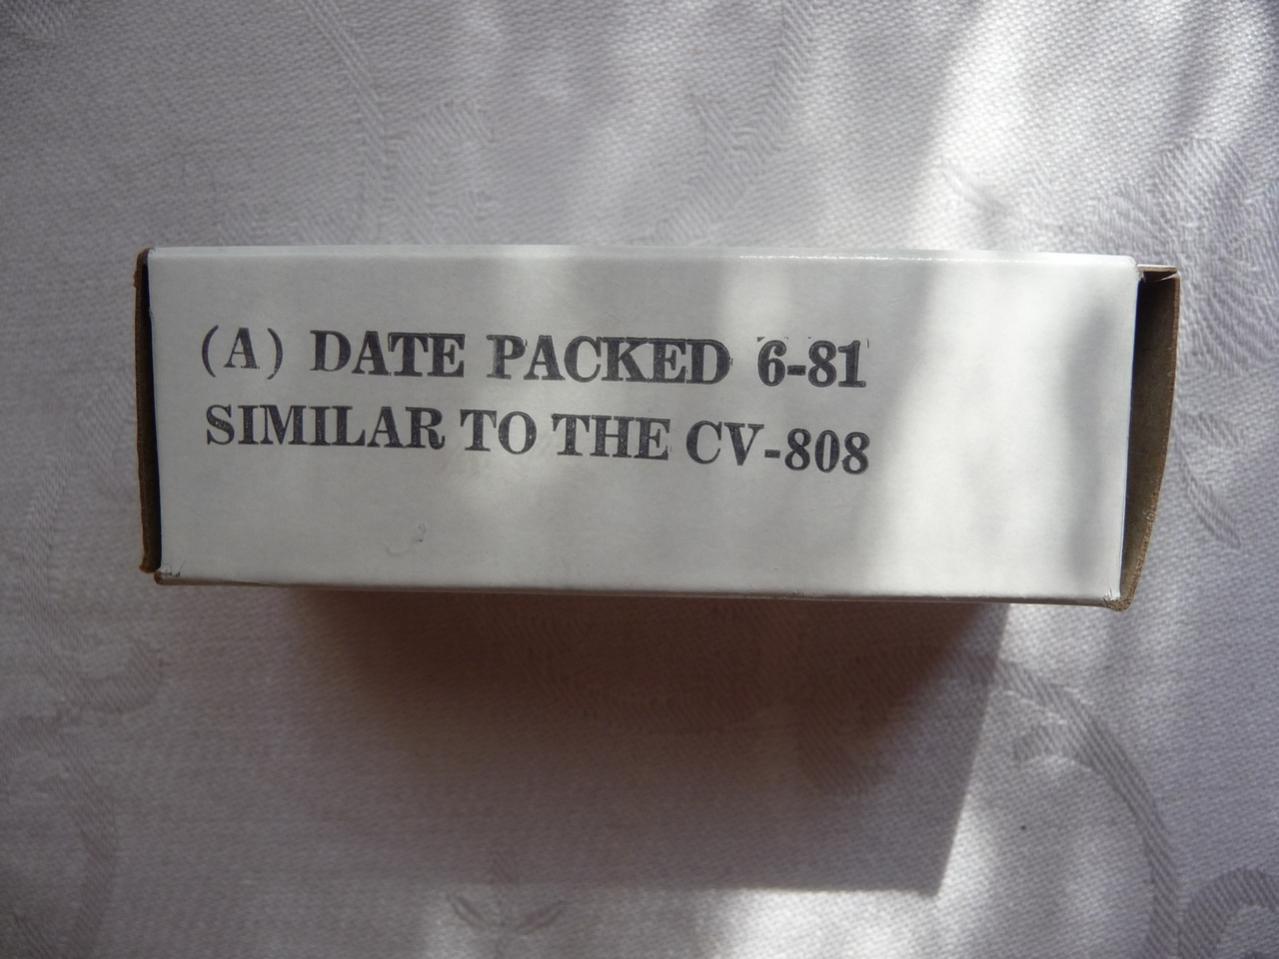 (A) DATE PACKED 6-81
SIMILAR TO THE CV-808